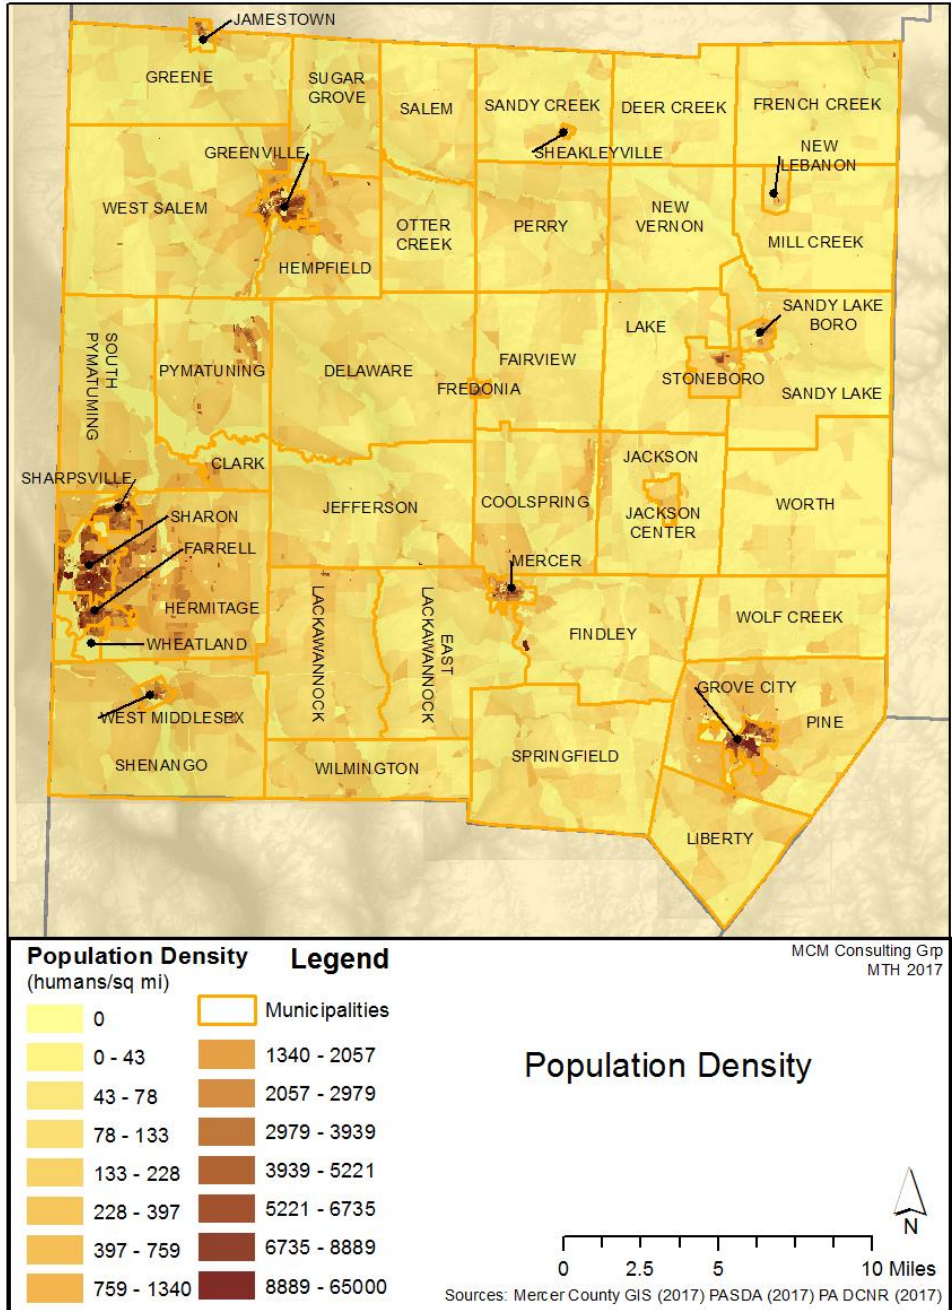 JAMESTOWN
GREENE
SUGAR
GROVE
SALEM
SANDY CREEK
DEER CREEK
FRENCH CREEK
GREENVILLE
SHEAKLEYVILLE
NEW
LEBANON
WEST SALEM
OTTER
CREEK
PERRY
NEW
VERNON
MILL CREEK
HEMPFIELD
SOUTH
PYMATUMING
PYMATUNING
DELAWARE
FREDONIA
FAIRVIEW
LAKE
STONEBORO
SANDY LAKE
BORO
SANDY LAKE
CLARK
SHARPSVILLE
JEFFERSON
COOLSPRING
JACKSON
JACKSON
CENTER
WORTH
SHARON
FARRELL
MERCER
HERMITAGE
WHEATLAND
LACKAWANNOCK
EAST
LACKAWANNOCK
FINDLEY
WOLF CREEK
WEST MIDDLESEX
GROVE CITY
PINE
SHENANGO
WILMINGTON
SPRINGFIELD
LIBERTY
Population Density
(humans/sq mi)
Legend
0
0 - 43
43 - 78
78 - 133
133 - 228
228 - 397
397 - 759
759 - 1340
Municipalities
1340 - 2057
2057 - 2979
2979 - 3939
3939 - 5221
5221 - 6735
6735 - 8889
8889 - 65000
MCM Consulting Grp
MTH 2017
Population Density
N
0 2.5 5 10 Miles
Sources: Mercer County GIS (2017) PASDA (2017) PA DCNR (2017)